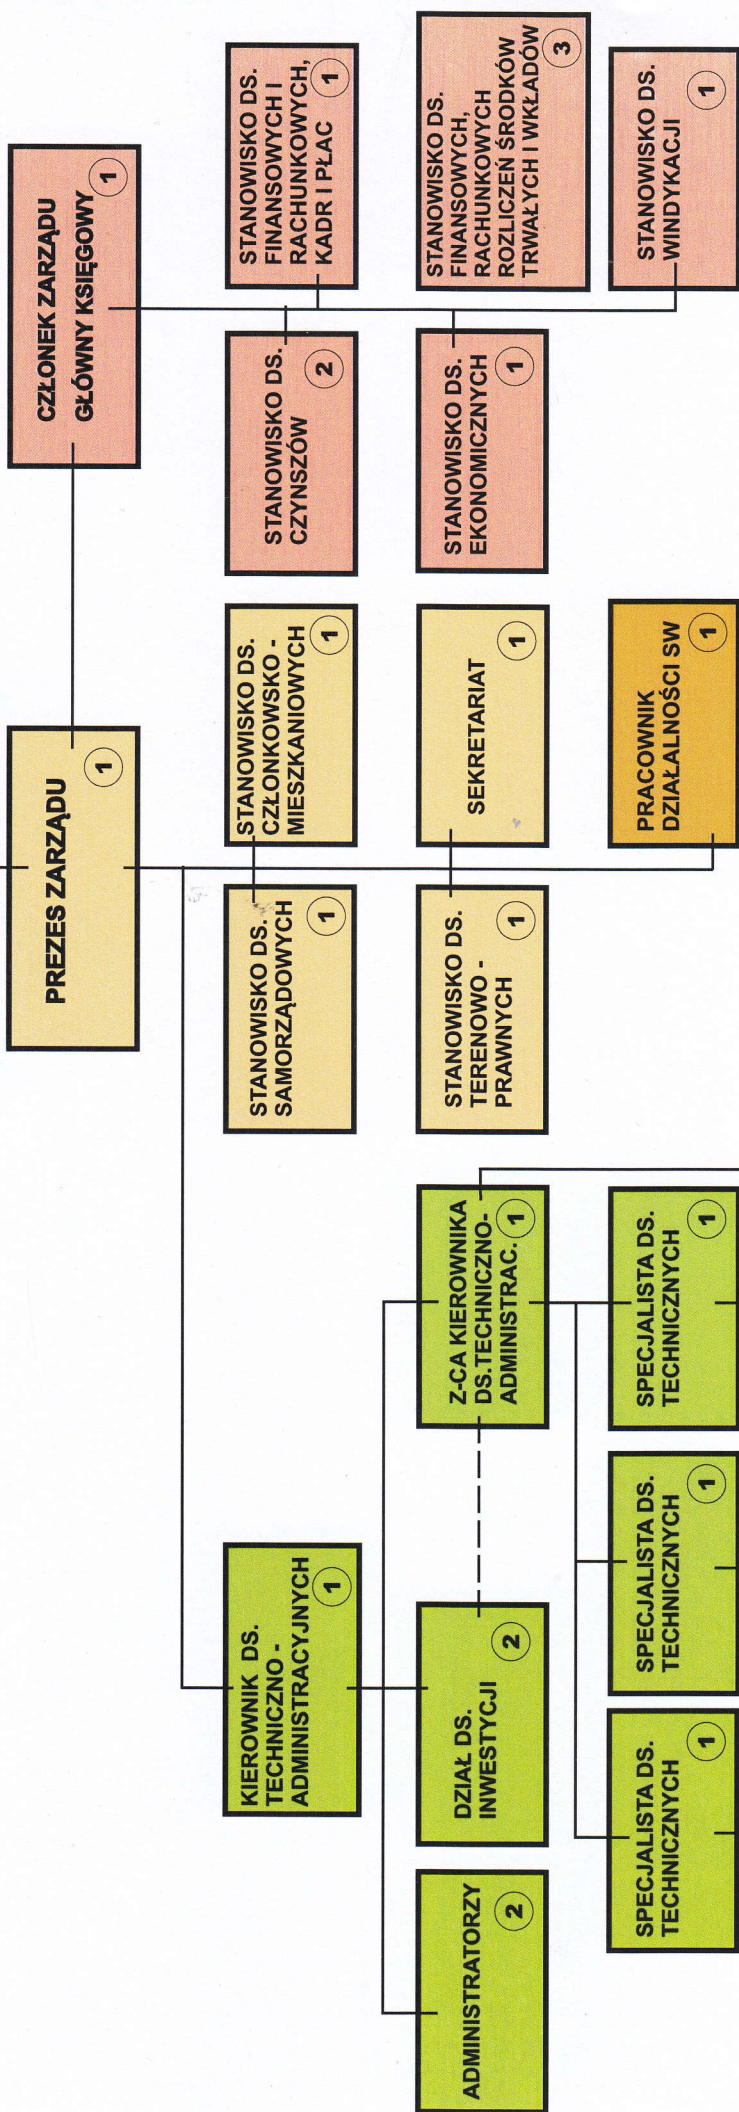 PREZES ZARZĄDU
1
CZŁONEK ZARZĄDU
GŁÓWNY KSIĘGOWY
1
KIEROWNIK DS.
TECHNICZNO -
ADMINISTRACYJNYCH
1
STANOWISKO DS.
SAMORZĄDOWYCH
1
STANOWISKO DS.
CZŁONKOWSKO -
MIESZKANIOWYCH
1
STANOWISKO DS.
CZYNSZÓW
2
STANOWISKO DS.
FINANSOWYCH I
RACHUNKOWYCH,
KADR I PŁAC
1
ADMINISTRATORZY
2
DZIAŁ DS.
INWESTYCJI
2
Z-CA KIEROWNIKA
DS.TECHNICZNO-
ADMINISTRAC.
1
STANOWISKO DS.
TERENOWO -
PRAWNYCH
1
SEKRETARIAT
1
STANOWISKO DS.
EKONOMICZNYCH
1
STANOWISKO DS.
FINANSOWYCH,
RACHUNKOWYCH
ROZLICZEŃ ŚRODKÓW
TRWAŁYCH I WKŁADÓW
3
SPECJALISTA DS.
TECHNICZNYCH
1
SPECJALISTA DS.
TECHNICZNYCH
1
SPECJALISTA DS.
TECHNICZNYCH
1
PRACOWNIK
DZIAŁALNOŚCI SW
1
STANOWISKO DS.
WINDYKACJI
1